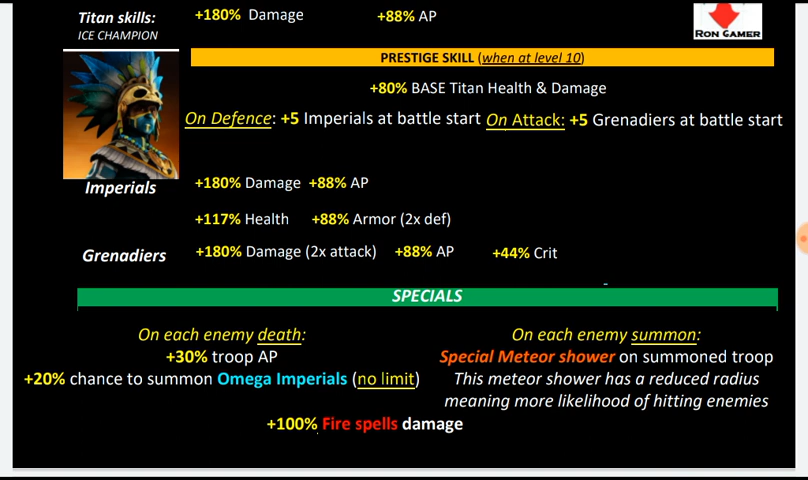 Titan skills: +180% Damage +88% AP
ICE CHAMPION
RON GAMER
PRESTIGE SKILL (when at level 10)
+80% BASE Titan Health & Damage
On Defence: +5 Imperials at battle start On Attack: +5 Grenadiers at battle start
Imperials +180% Damage +88% AP
+117% Health +88% Armor (2x def)
Grenadiers +180% Damage (2x attack) +88% AP +44% Crit
SPECIALS
On each enemy death:
+30% troop AP
+20% chance to summon Omega Imperials (no limit)
On each enemy summon:
Special Meteor shower on summoned troop
This meteor shower has a reduced radius
meaning more likelihood of hitting enemies
+100% Fire spells damage